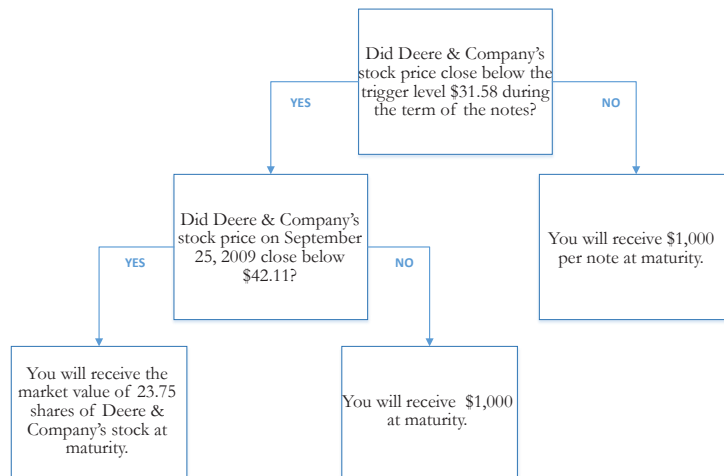 Did Deere & Company’s
stock price close below the
trigger level $31.58 during
the term of the notes?
YES
NO
Did Deere & Company’s
stock price on September
25, 2009 close below
$42.11?
You will receive $1,000
per note at maturity.
YES
NO
You will receive the
market value of 23.75
shares of Deere &
Company’s stock at
maturity.
You will receive $1,000
at maturity.